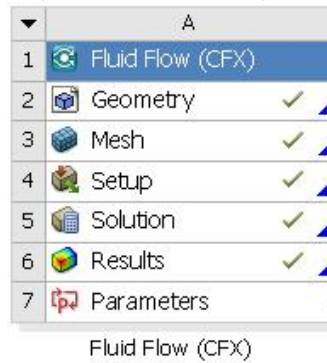 A
1 Fluid Flow (CFX)
2 Geometry
3 Mesh
4 Setup
5 Solution
6 Results
7 Parameters
Fluid Flow (CFX)